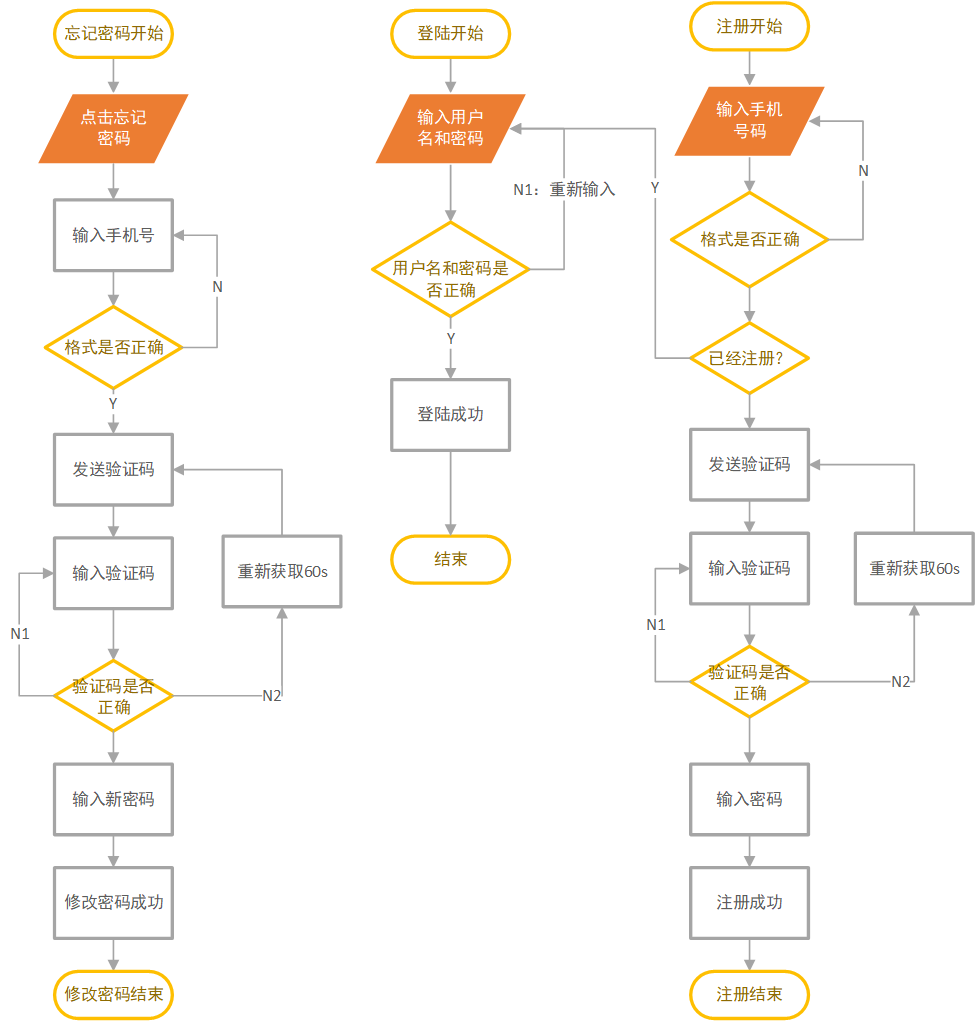 忘记密码开始
点击忘记
密码
输入手机号
N
格式是否正确
Y
发送验证码
输入验证码
重新获取60s
N1
验证码是否
正确
N2
输入新密码
修改密码成功
修改密码结束
登陆开始
输入用户
名和密码
N1：重新输入
用户名和密码是
否正确
Y
登陆成功
结束
注册开始
输入手机
号码
N
Y
格式是否正确
已经注册?
发送验证码
输入验证码
重新获取60s
N1
验证码是否
正确
N2
输入密码
注册成功
注册结束